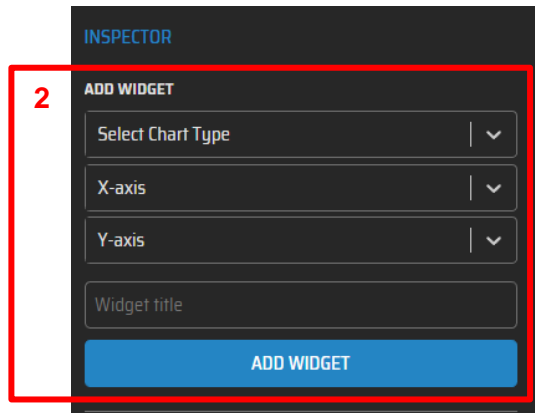 INSPECTOR
2
ADD WIDGET
Select Chart Type
X-axis
Y-axis
Widget title
ADD WIDGET